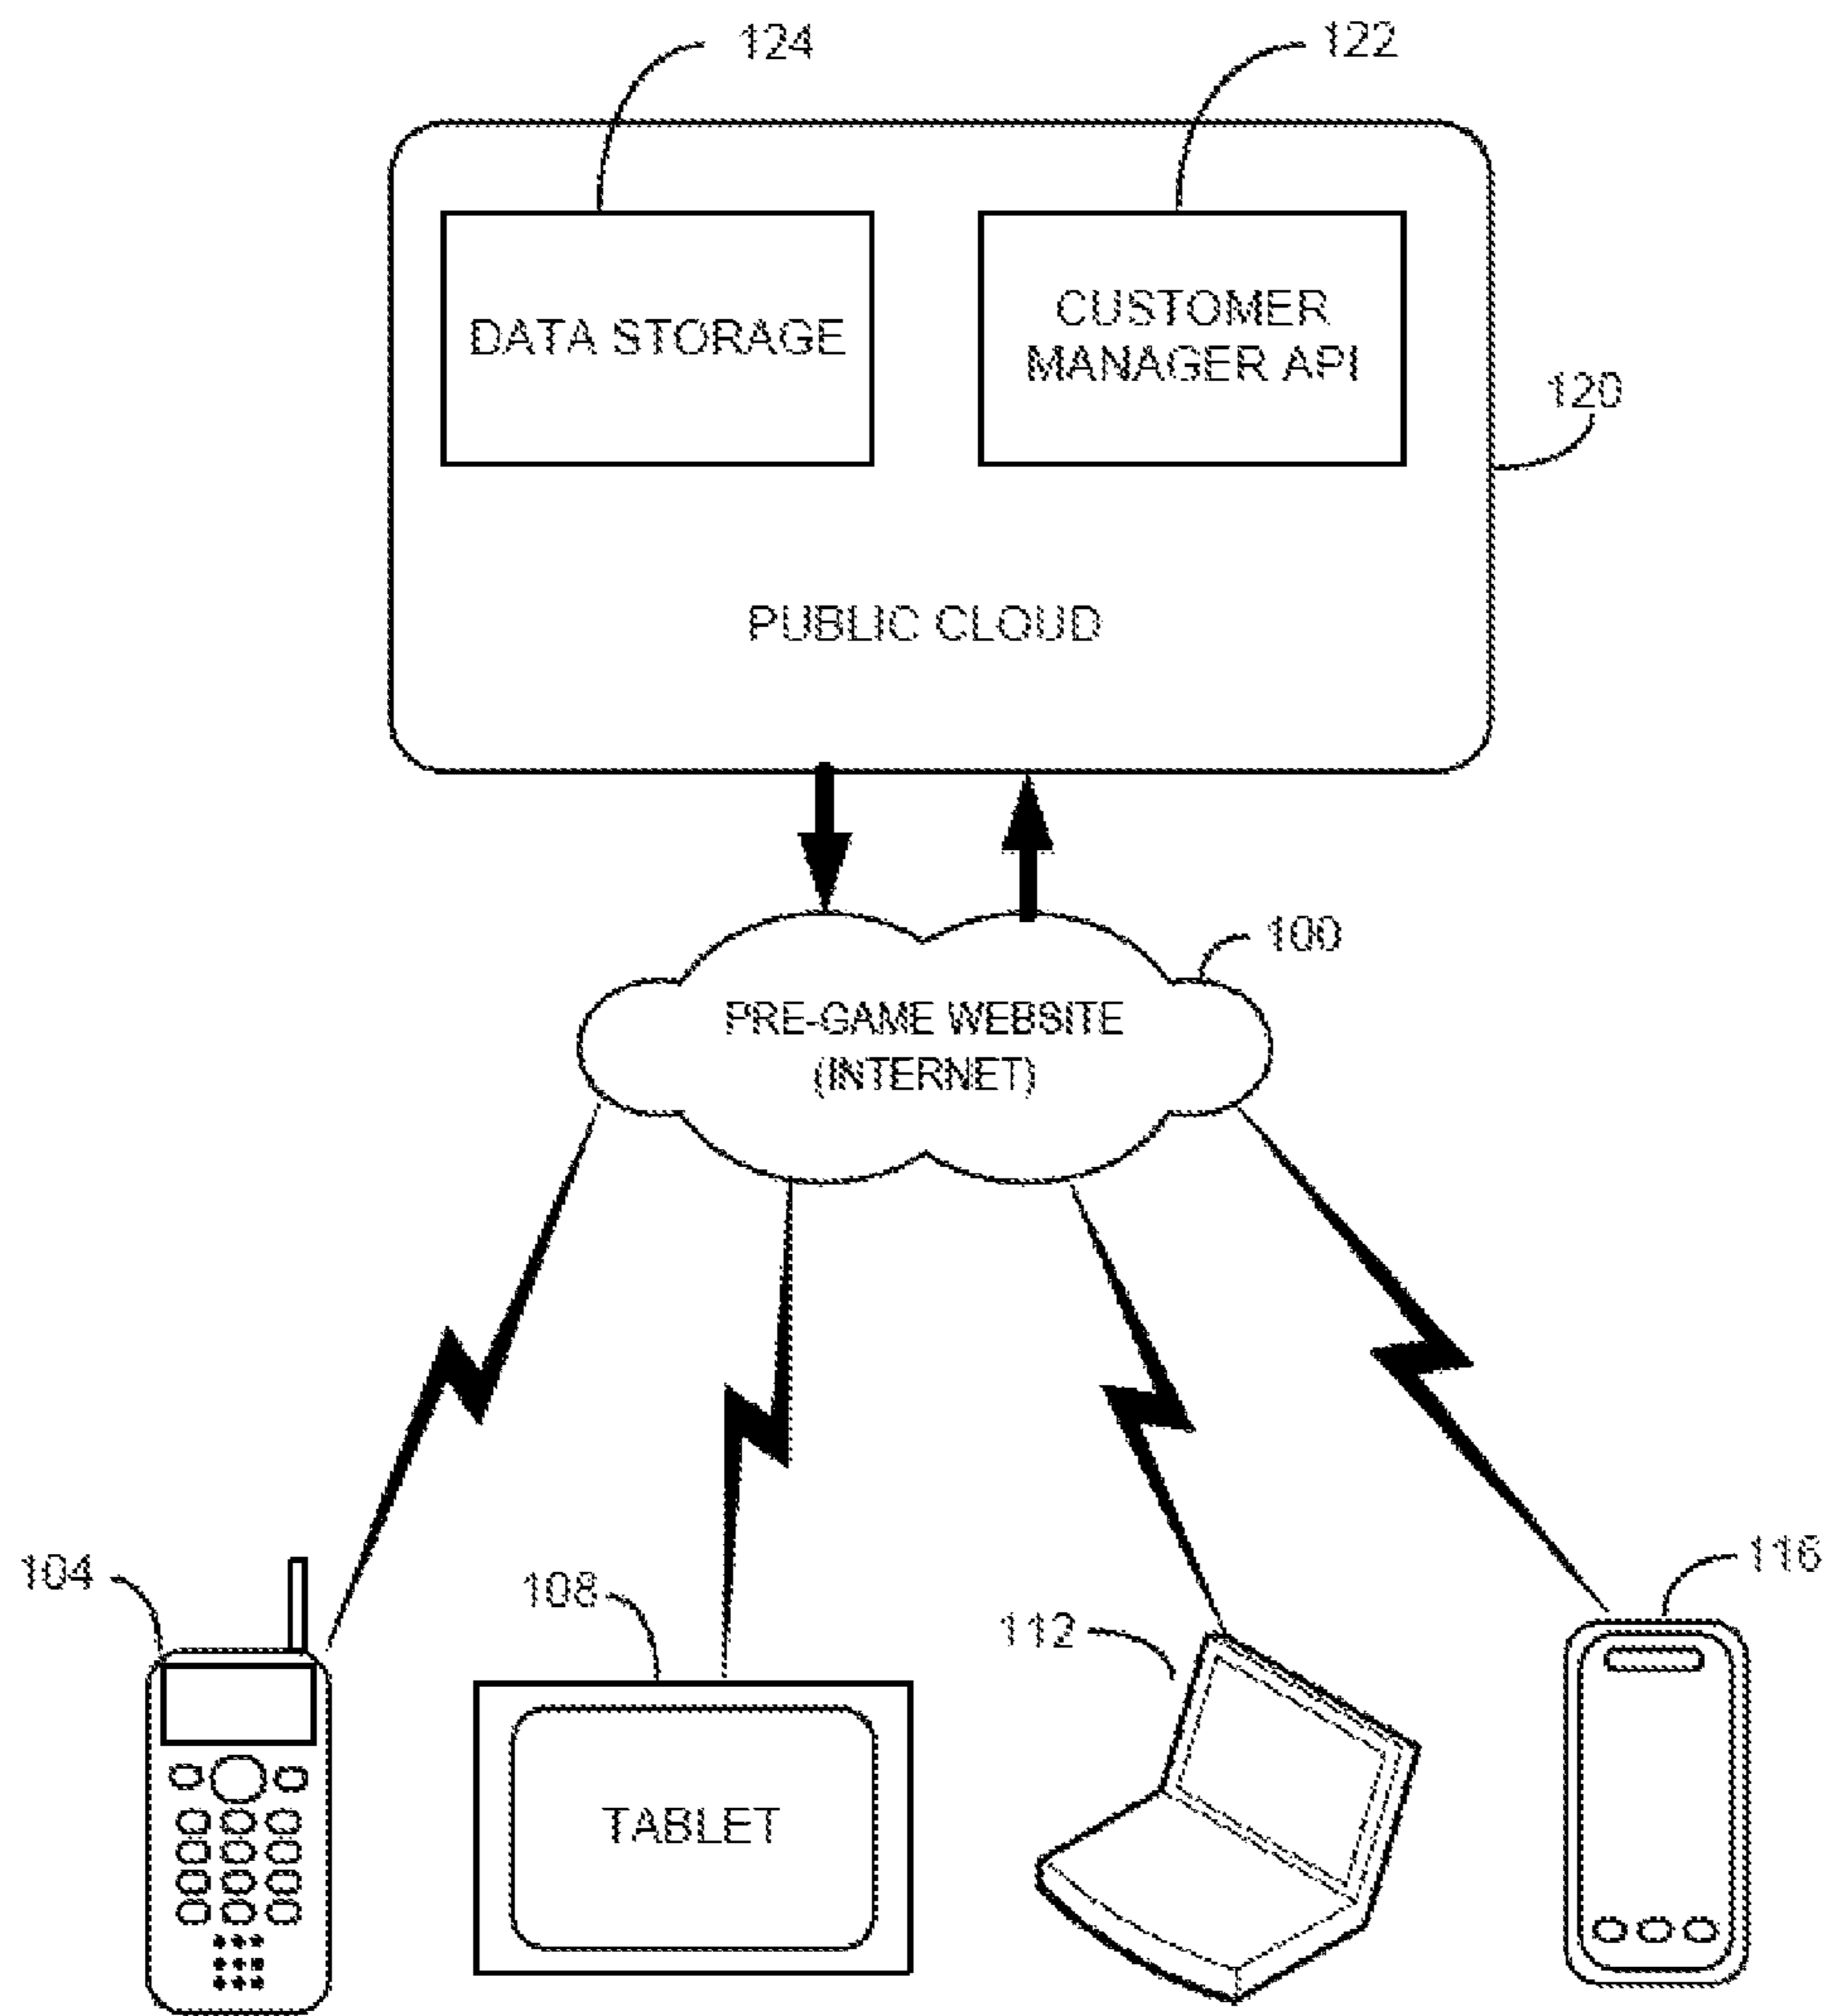 124
122
DATA STORAGE
CUSTOMER
MANAGER API
120
PUBLIC CLOUD
100
PRE-GAME WEBSITE
(INTERNET)
104
108
112
116
TABLET